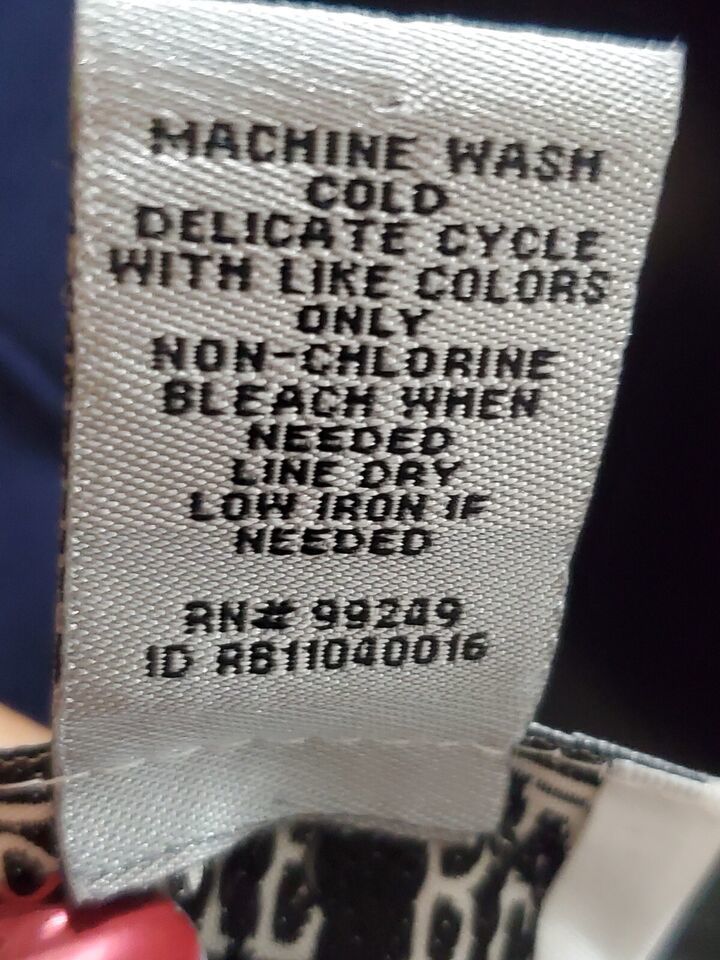 MACHINE WASH
COLD
DELICATE CYCLE
WITH LIKE COLORS
ONLY
NON-CHLORINE
BLEACH WHEN
NEEDED
LINE DRY
LOW IRON IF
NEEDED
RN# 99249
ID RB11040016